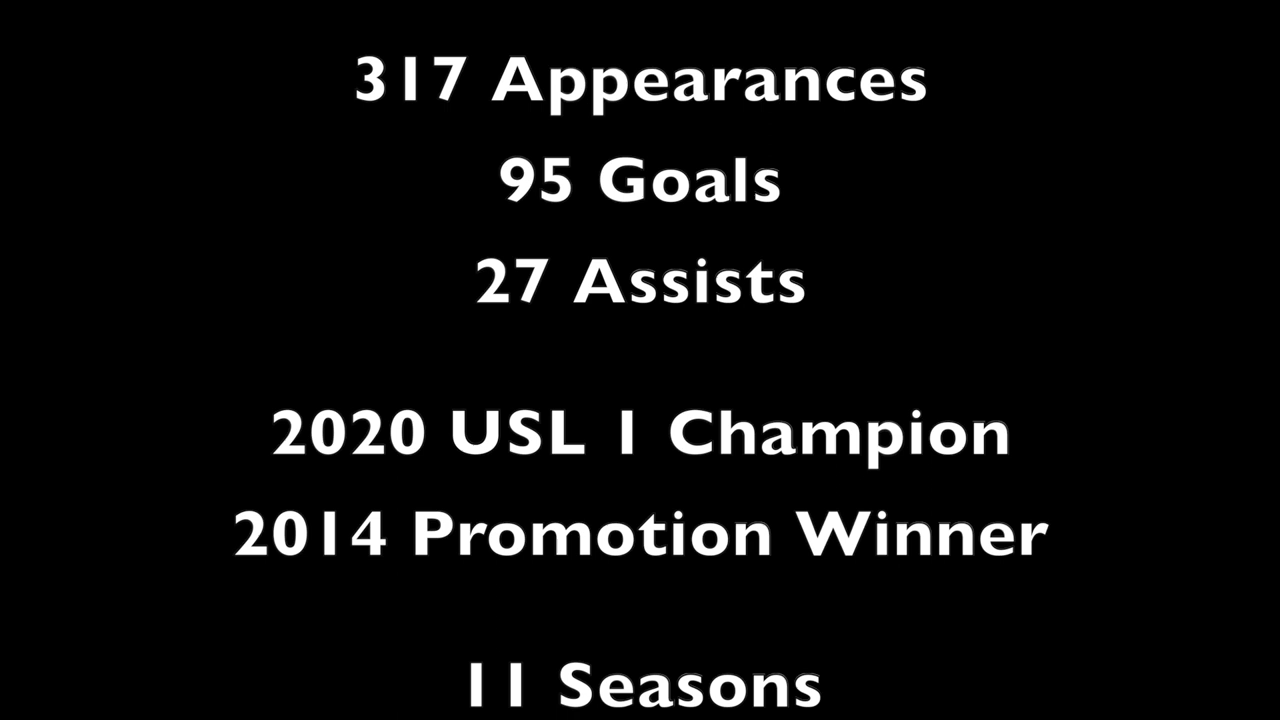 317 Appearances
95 Goals
27 Assists
2020 USL 1 Champion
2014 Promotion Winner
11 Seasons